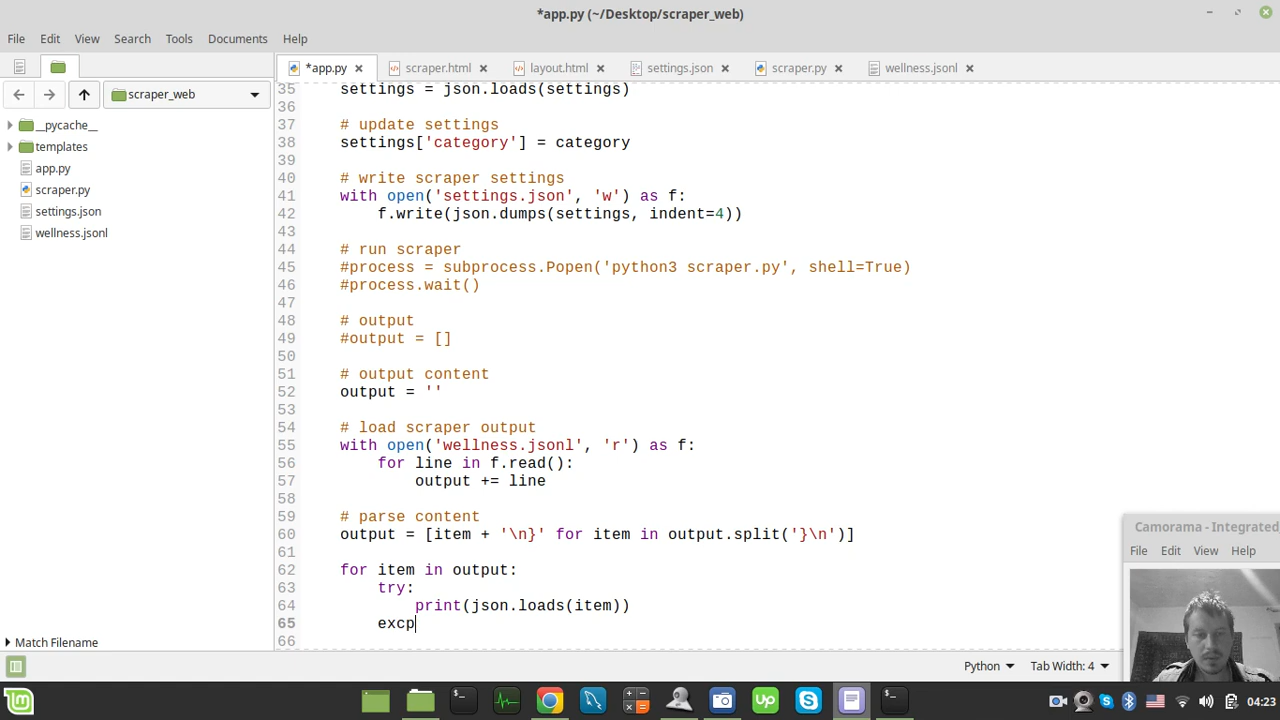 *app.py (~/Desktop/scraper_web)
File Edit View Search Tools Documents Help
*app.py scraper.html layout.html settings.json scraper.py wellness.jsonl
scraper_web
__pycache__
templates
app.py
scraper.py
settings.json
wellness.jsonl
35 settings = json.loads(settings)
36
37 # update settings
38 settings['category'] = category
39
40 # write scraper settings
41 with open('settings.json', 'w') as f:
42 f.write(json.dumps(settings, indent=4))
43
44 # run scraper
45 #process = subprocess.Popen('python3 scraper.py', shell=True)
46 #process.wait()
47
48 # output
49 #output = []
50
51 # output content
52 output = ''
53
54 # load scraper output
55 with open('wellness.jsonl', 'r') as f:
56 for line in f.read():
57 output += line
58
59 # parse content
60 output = [item + '\n}' for item in output.split('}\n')]
61
62 for item in output:
63 try:
64 print(json.loads(item))
65 excp
66
Camorama - Integrated
File Edit View Help
Match Filename
Python Tab Width: 4
Up
04:23